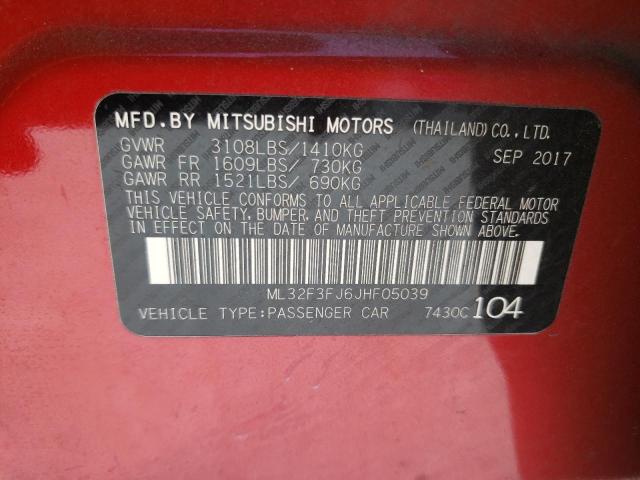 MFD.BY MITSUBISHI MOTORS (THAILAND)CO.,LTD.
GVWR 3108LBS/1410KG SEP 2017
GAWR FR 1609LBS/ 730KG
GAWR RR 1521LBS/ 690KG
THIS VEHICLE CONFORMS TO ALL APPLICABLE FEDERAL MOTOR
VEHICLE SAFETY, BUMPER, AND THEFT PREVENTION STANDARDS
IN EFFECT ON THE DATE OF MANUFACTURE SHOWN ABOVE.
ML32F3FJ6JHF05039
VEHICLE TYPE:PASSENGER CAR 7430C 104